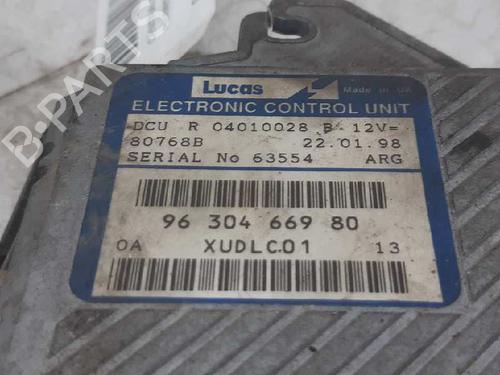 Lucas
Made in UK
ELECTRONIC CONTROL UNIT
DCU R 04010028 B 12V=
80768B 22.01.98
SERIAL No 63554 ARG
96 304 669 80
0A XUDLC01 13
B-PARTS